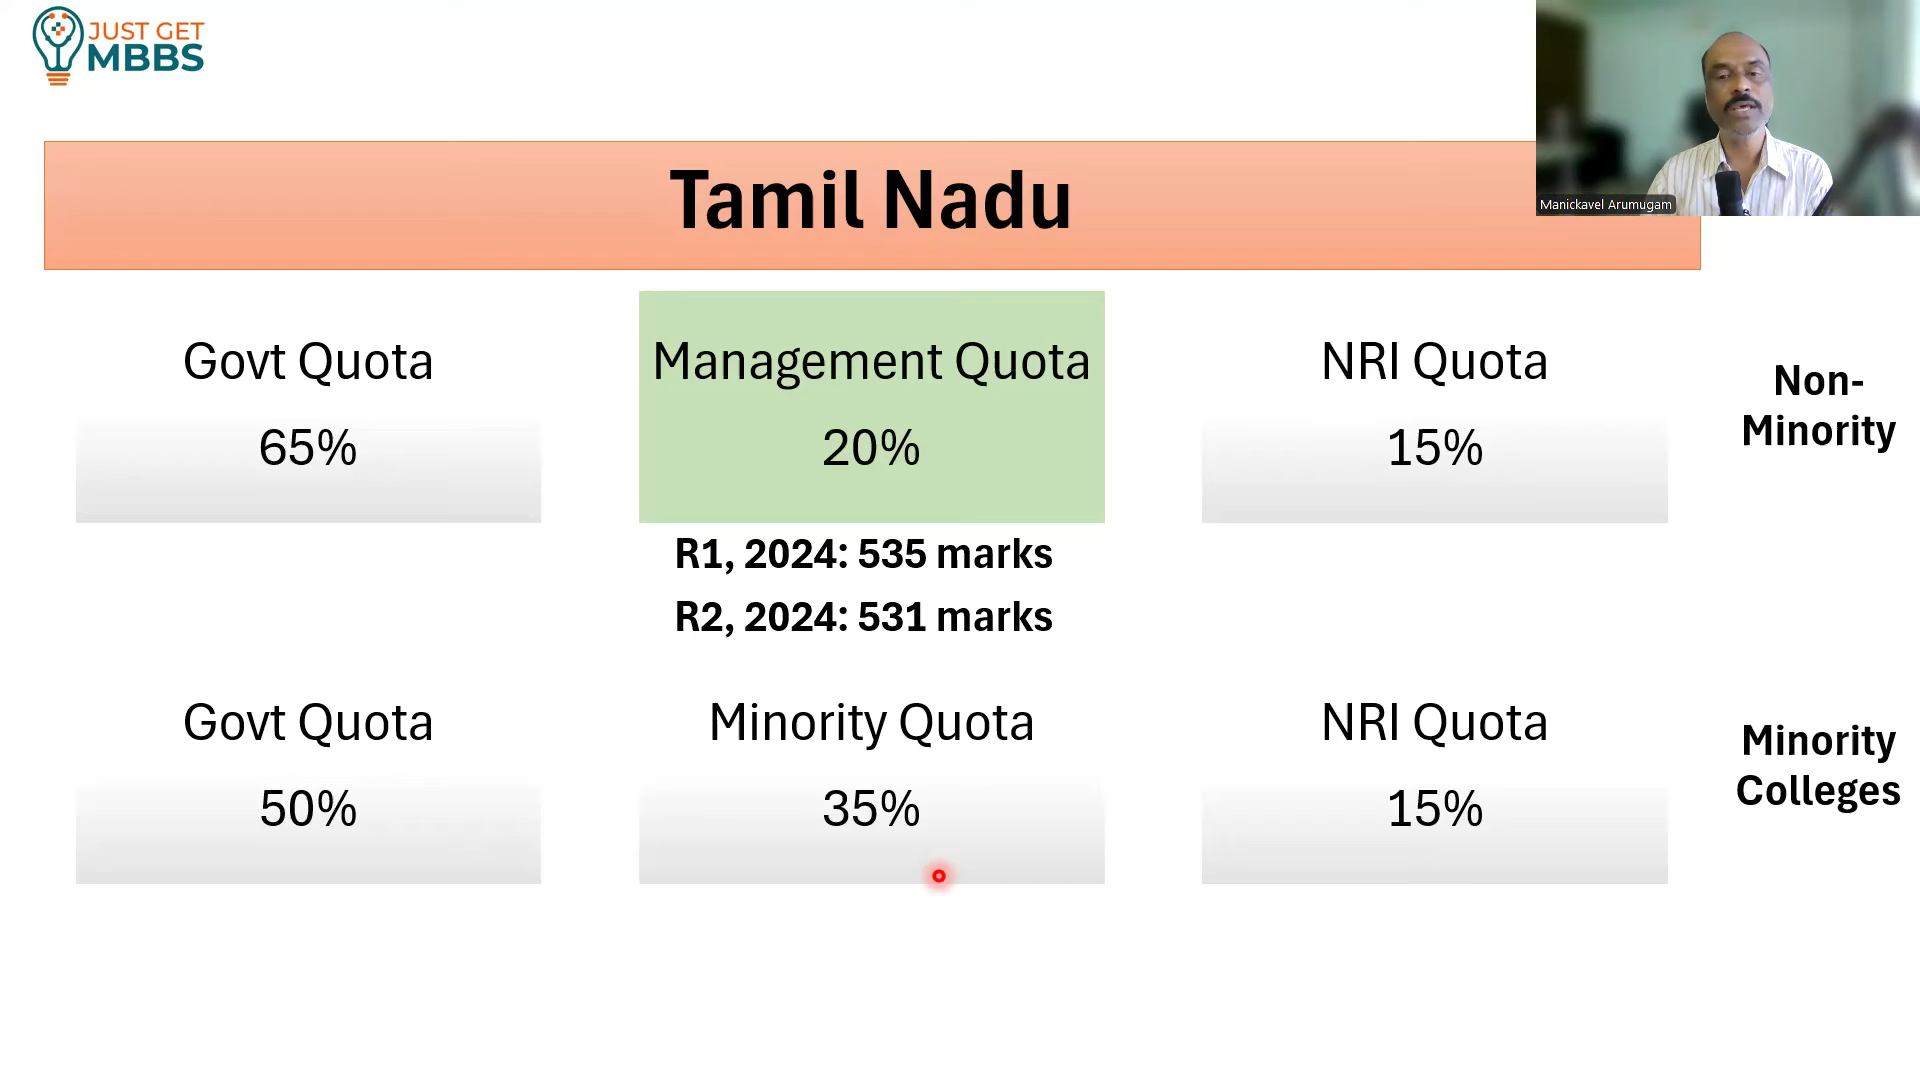 JUST GET
MBBS
Manickavel Arumugam
Tamil Nadu
Govt Quota
65%
Management Quota
20%
NRI Quota
15%
Non-
Minority
R1, 2024: 535 marks
R2, 2024: 531 marks
Govt Quota
50%
Minority Quota
35%
NRI Quota
15%
Minority
Colleges